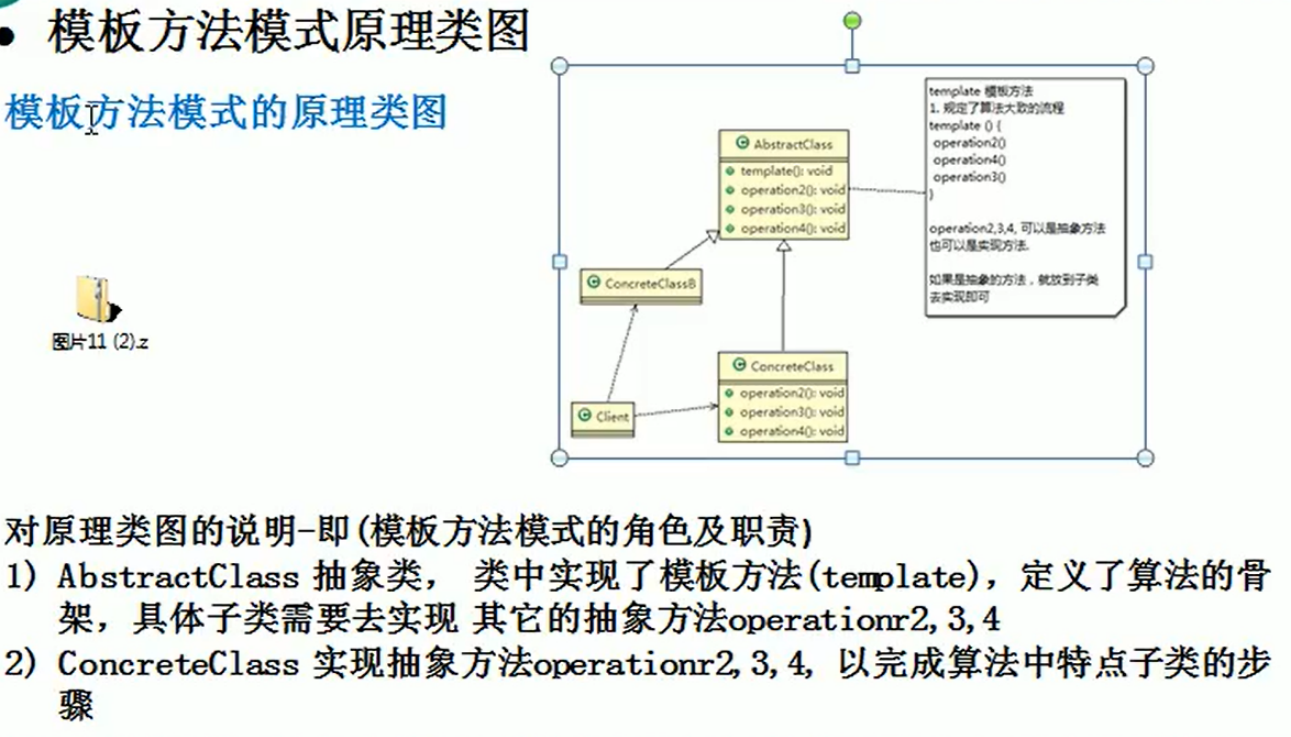 • 模板方法模式原理类图
模板方法模式的原理类图
template 模板方法
1. 规定了算法大致的流程
template () {
operation2()
operation4()
operation3()
}
operation2,3,4, 可以是抽象方法
也可以是实现方法.
如果是抽象的方法，就放到子类
去实现即可
AbstractClass
template(): void
operation2(): void
operation3(): void
operation4(): void
ConcreteClassB
图片11 (2).z
ConcreteClass
operation2(): void
operation3(): void
operation4(): void
Client
对原理类图的说明-即(模板方法模式的角色及职责)
1) AbstractClass 抽象类， 类中实现了模板方法(template)，定义了算法的骨
架，具体子类需要去实现 其它的抽象方法operationr2,3,4
2) ConcreteClass 实现抽象方法operationr2,3,4, 以完成算法中特点子类的步
骤